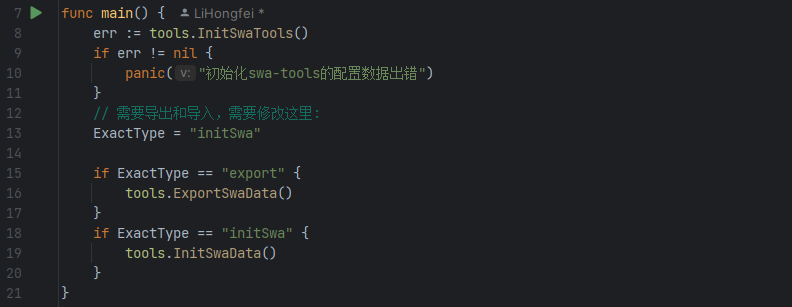 7 func main() { LiHongfei *
8 err := tools.InitSwaTools()
9 if err != nil {
10 panic( v: "初始化swa-tools的配置数据出错")
11 }
12 // 需要导出和导入，需要修改这里：
13 ExactType = "initSwa"
14
15 if ExactType == "export" {
16 tools.ExportSwaData()
17 }
18 if ExactType == "initSwa" {
19 tools.InitSwaData()
20 }
21 }